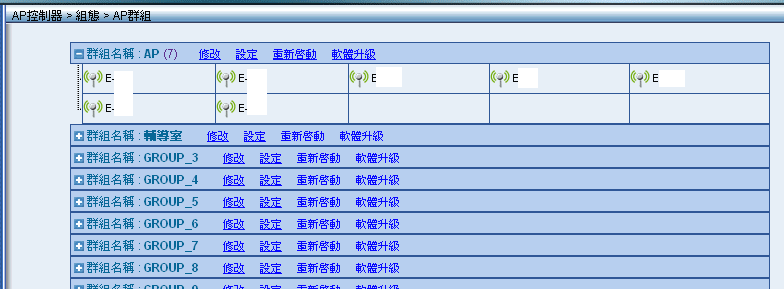 AP控制器 > 組態 > AP群組
群組名稱 : AP (7) 修改 設定 重新啓動 軟體升級
E- E- E E E
E- E-
群組名稱 : 輔導室 修改 設定 重新啓動 軟體升級
群組名稱 : GROUP_3 修改 設定 重新啓動 軟體升級
群組名稱 : GROUP_4 修改 設定 重新啓動 軟體升級
群組名稱 : GROUP_5 修改 設定 重新啓動 軟體升級
群組名稱 : GROUP_6 修改 設定 重新啓動 軟體升級
群組名稱 : GROUP_7 修改 設定 重新啓動 軟體升級
群組名稱 : GROUP_8 修改 設定 重新啓動 軟體升級